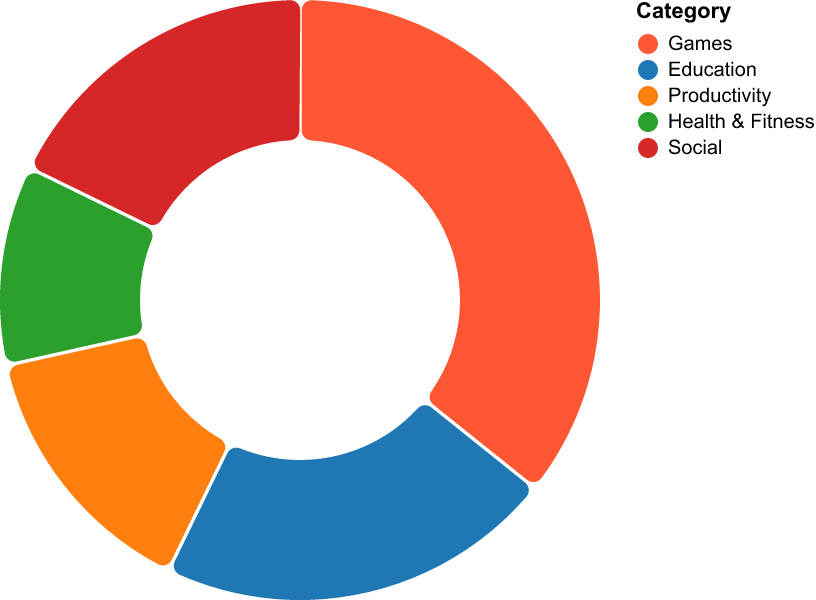 Category
Games
Education
Productivity
Health & Fitness
Social